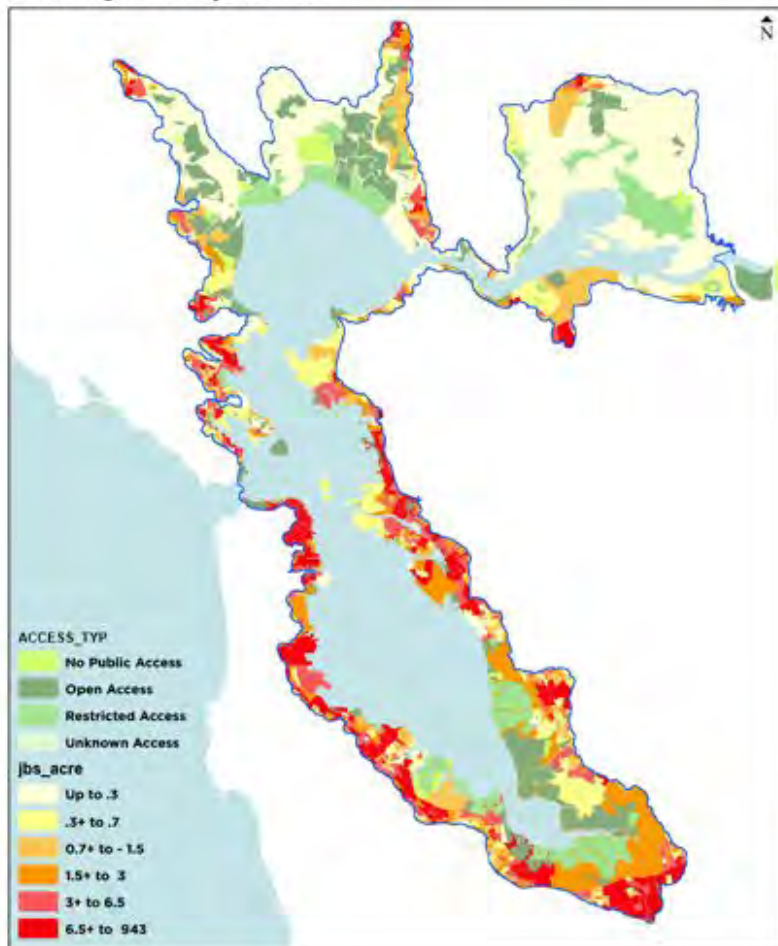 N
ACCESS_TYP
No Public Access
Open Access
Restricted Access
Unknown Access
jbs_acre
Up to .3
.3+ to .7
0.7+ to - 1.5
1.5+ to 3
3+ to 6.5
6.5+ to 943